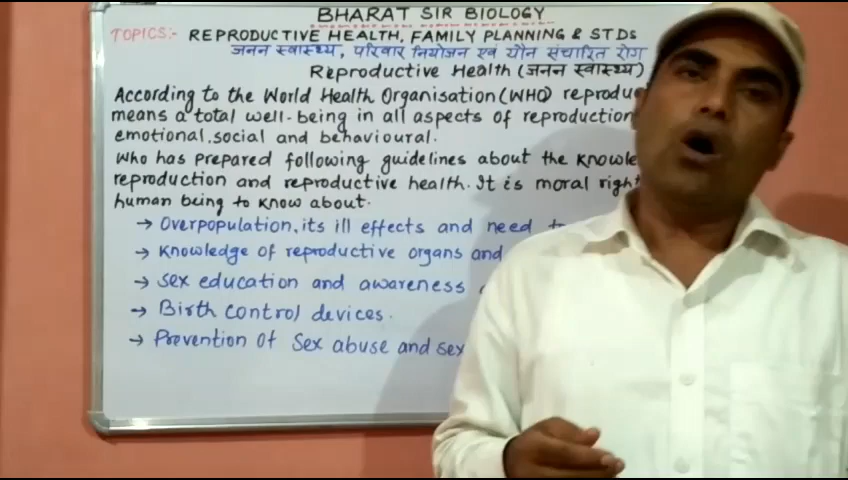 BHARAT SIR BIOLOGY
TOPICS:- REPRODUCTIVE HEALTH, FAMILY PLANNING & STDs
जनन स्वास्थ्य, परिवार नियोजन एवं यौन संचारित रोग
Reproductive Health (जनन स्वास्थ्य)
According to the World Health Organisation (WHO)
means a total well-being in all aspects of reproduction
emotional, social and behavioural.
WHO has prepared following guidelines about the
reproduction and reproductive health. It is moral right
human being to know about.
→ Overpopulation, its ill effects and need
→ Knowledge of reproductive organs and
→ Sex education and awareness
→ Birth control devices.
→ Prevention of Sex abuse and sex